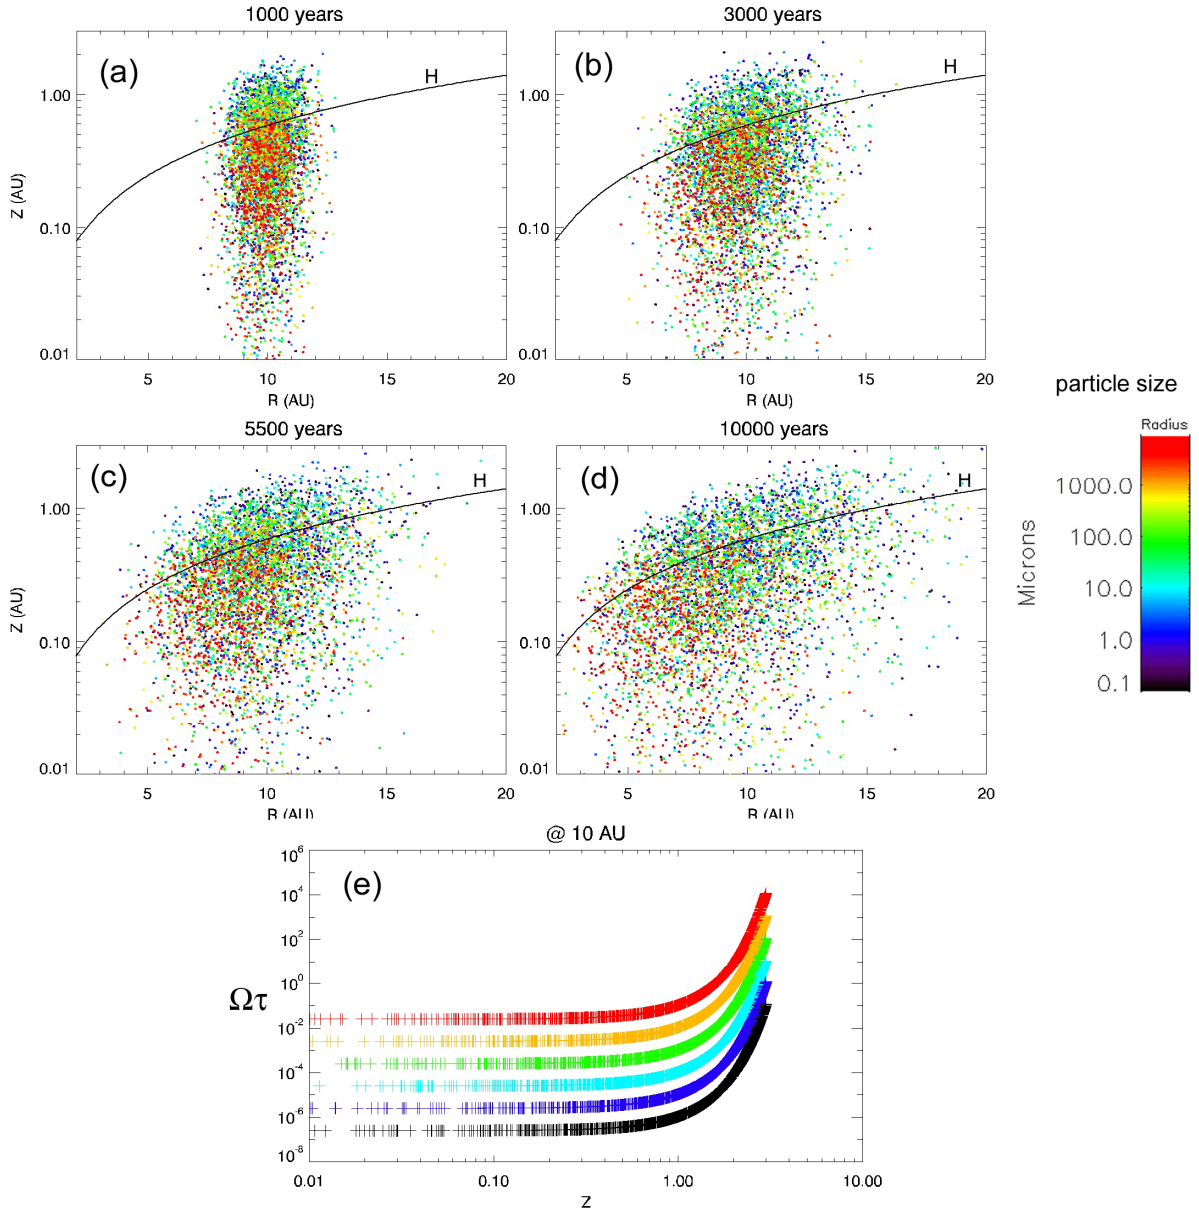 1000 years
3000 years
(a)
H
Z (AU)
1.00
0.10
0.01
5
10
15
20
R (AU)
(b)
H
1.00
0.10
0.01
5
10
15
20
R (AU)
5500 years
10000 years
(c)
H
Z (AU)
1.00
0.10
0.01
5
10
15
20
R (AU)
(d)
H
1.00
0.10
0.01
5
10
15
20
R (AU)
particle size
Radius
Microns
1000.0
100.0
10.0
1.0
0.1
@ 10 AU
(e)
Ωτ
10^6
10^4
10^2
10^0
10^-2
10^-4
10^-6
10^-8
0.01
0.10
1.00
10.00
Z